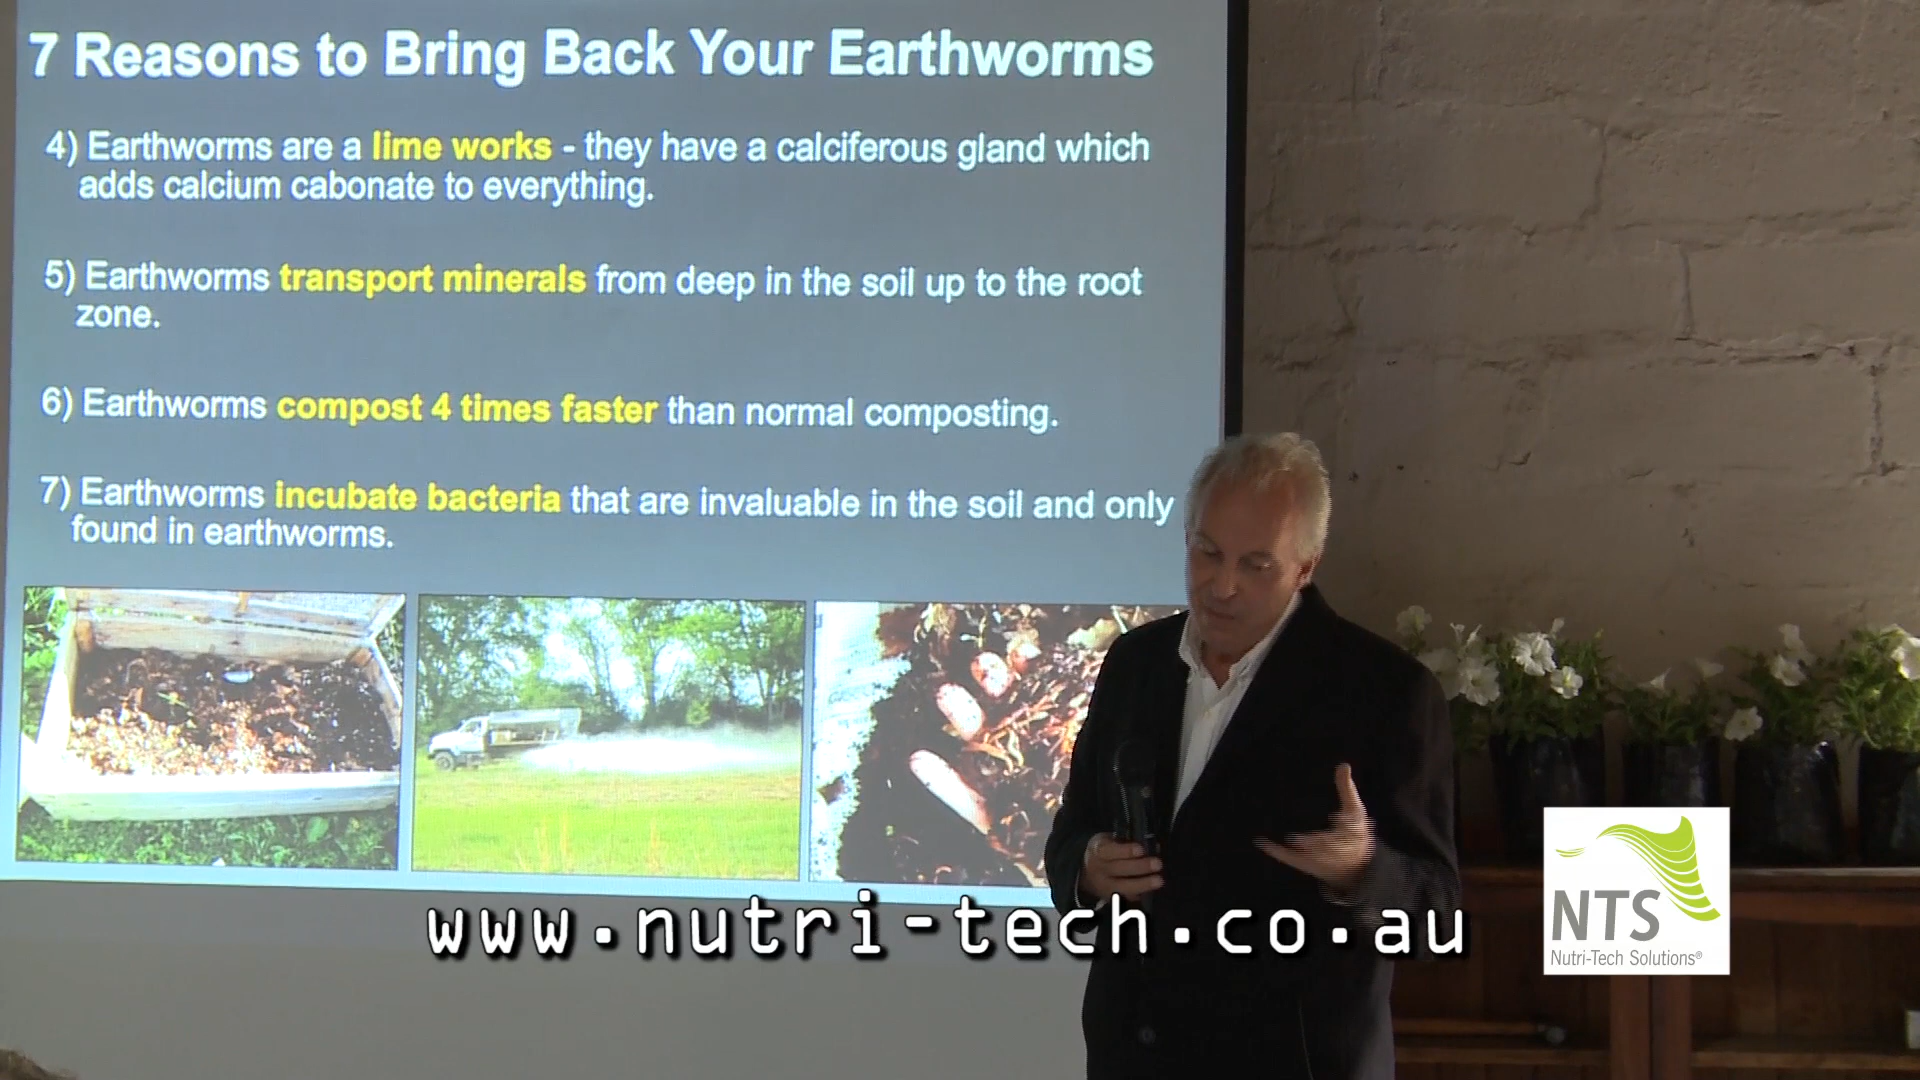 7 Reasons to Bring Back Your Earthworms
4) Earthworms are a lime works - they have a calciferous gland which
adds calcium cabonate to everything.
5) Earthworms transport minerals from deep in the soil up to the root
zone.
6) Earthworms compost 4 times faster than normal composting.
7) Earthworms incubate bacteria that are invaluable in the soil and only
found in earthworms.
www.nutri-tech.co.au
NTS
Nutri-Tech Solutions®